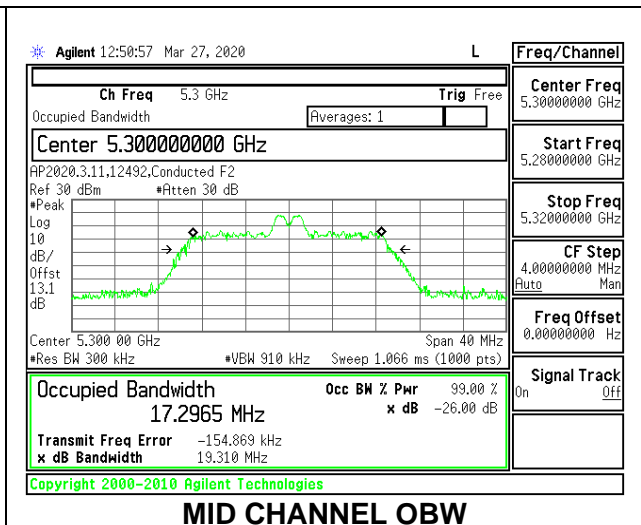 Agilent 12:50:57 Mar 27, 2020 L
Freq/Channel
Ch Freq 5.3 GHz Trig Free
Occupied Bandwidth Averages: 1
Center 5.300000000 GHz
AP2020.3.11,12492,Conducted F2
Ref 30 dBm #Atten 30 dB
#Peak
Log
10
dB/
Offst
13.1
dB
Center 5.300 00 GHz Span 40 MHz
#Res BW 300 kHz #VBW 910 kHz Sweep 1.066 ms (1000 pts)
Occupied Bandwidth Occ BW % Pwr 99.00 %
17.2965 MHz x dB -26.00 dB
Transmit Freq Error -154.869 kHz
x dB Bandwidth 19.310 MHz
Copyright 2000-2010 Agilent Technologies
Center Freq
5.30000000 GHz
Start Freq
5.28000000 GHz
Stop Freq
5.32000000 GHz
CF Step
4.00000000 MHz
Auto Man
Freq Offset
0.00000000 Hz
Signal Track
On Off
MID CHANNEL OBW